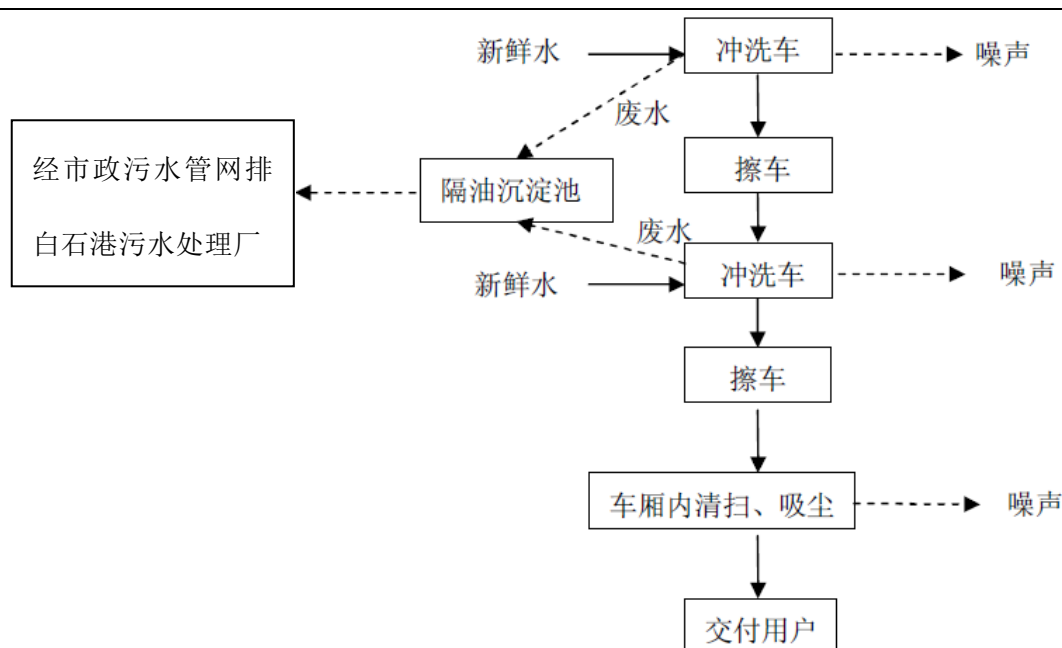 新鲜水
冲洗车
噪声
废水
经市政污水管网排
白石港污水处理厂
隔油沉淀池
擦车
废水
新鲜水
冲洗车
噪声
擦车
车厢内清扫、吸尘
噪声
交付用户